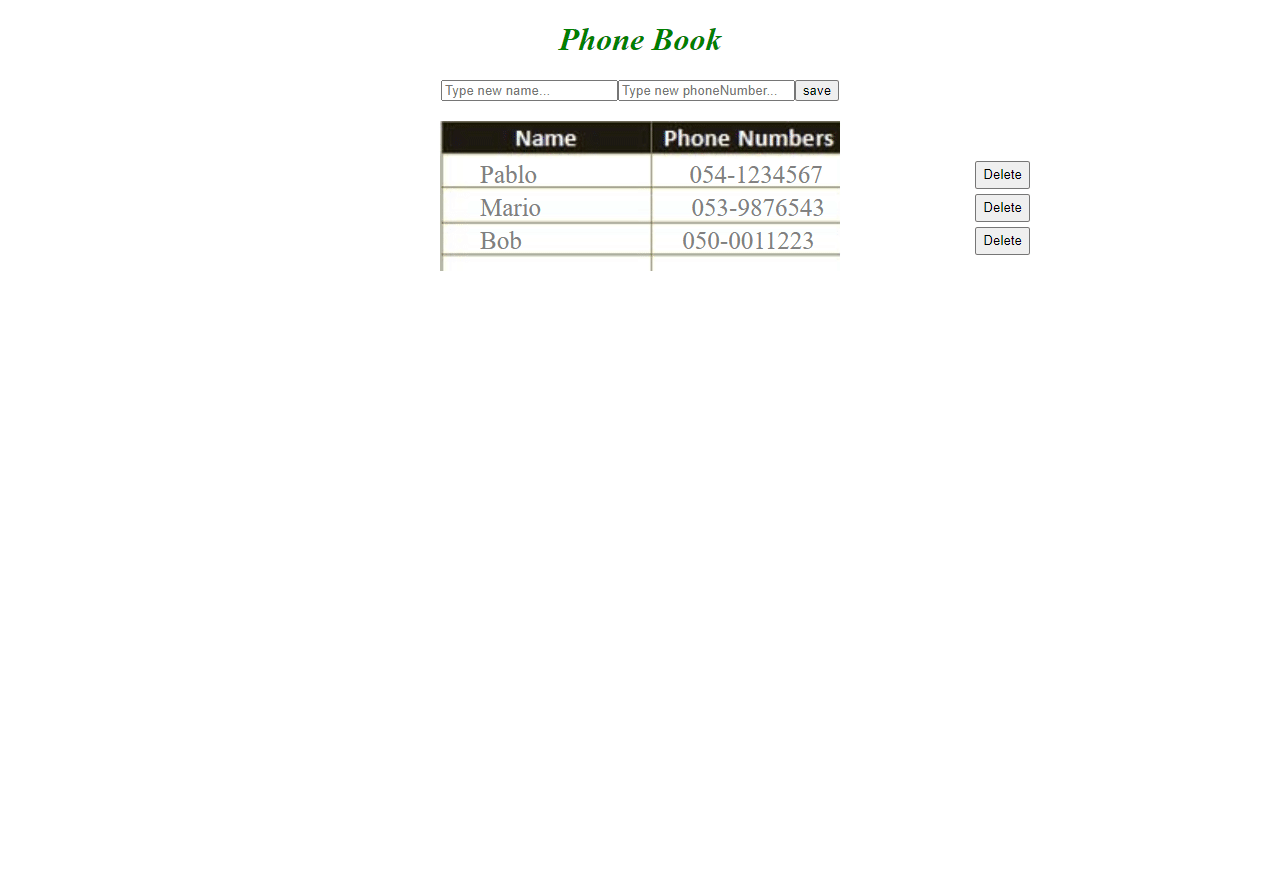 Phone Book
Type new name... Type new phoneNumber... save
Name Phone Numbers
Pablo 054-1234567 Delete
Mario 053-9876543 Delete
Bob 050-0011223 Delete